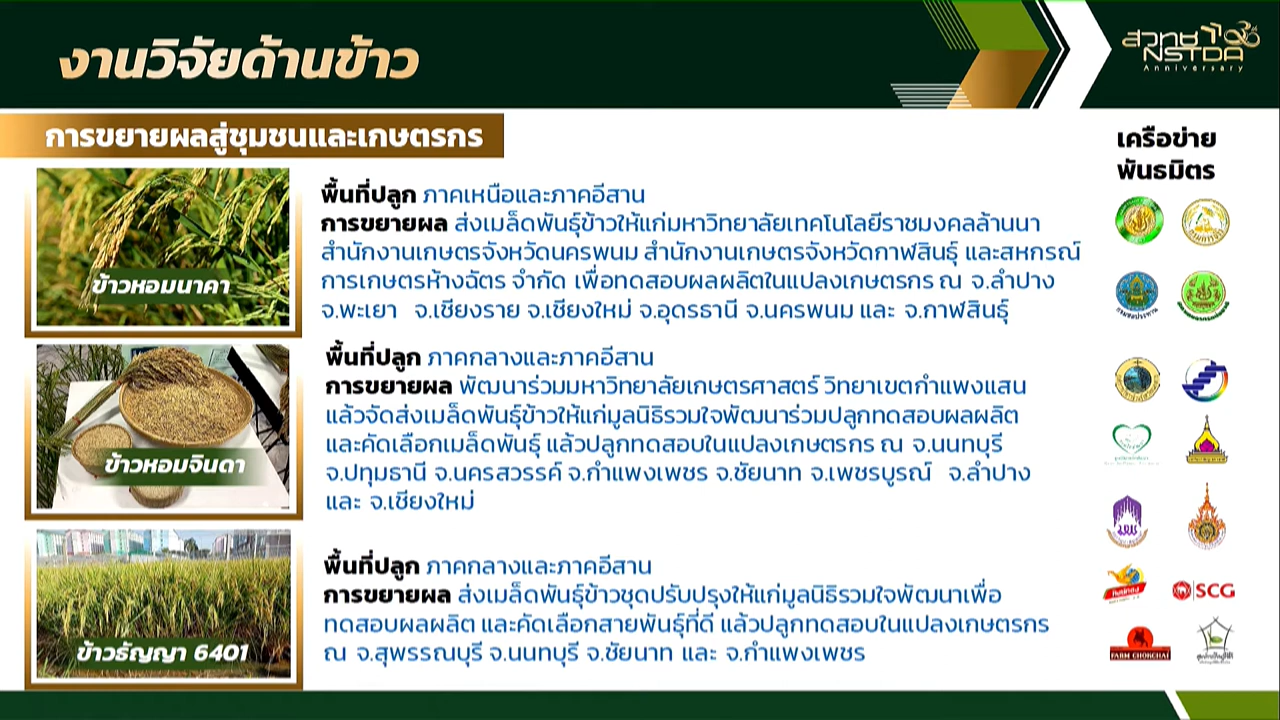 งานวิจัยด้านข้าว
สวทช
NSTDA
Anniversary
การขยายผลสู่ชุมชนและเกษตรกร
เครือข่าย
พันธมิตร
ข้าวหอมนาคา
พื้นที่ปลูก ภาคเหนือและภาคอีสาน
การขยายผล ส่งเมล็ดพันธุ์ข้าวให้แก่มหาวิทยาลัยเทคโนโลยีราชมงคลล้านนา
สำนักงานเกษตรจังหวัดนครพนม สำนักงานเกษตรจังหวัดกาฬสินธุ์ และสหกรณ์
การเกษตรห้างฉัตร จำกัด เพื่อทดสอบผลผลิตในแปลงเกษตรกร ณ จ.ลำปาง
จ.พะเยา จ.เชียงราย จ.เชียงใหม่ จ.อุดรธานี จ.นครพนม และ จ.กาฬสินธุ์
ข้าวหอมจินดา
พื้นที่ปลูก ภาคกลางและภาคอีสาน
การขยายผล พัฒนาร่วมมหาวิทยาลัยเกษตรศาสตร์ วิทยาเขตกำแพงแสน
แล้วจัดส่งเมล็ดพันธุ์ข้าวให้แก่มูลนิธิรวมใจพัฒนาร่วมปลูกทดสอบผลผลิต
และคัดเลือกเมล็ดพันธุ์ แล้วปลูกทดสอบในแปลงเกษตรกร ณ จ.นนทบุรี
จ.ปทุมธานี จ.นครสวรรค์ จ.กำแพงเพชร จ.ชัยนาท จ.เพชรบูรณ์ จ.ลำปาง
และ จ.เชียงใหม่
ข้าวธัญญา 6401
พื้นที่ปลูก ภาคกลางและภาคอีสาน
การขยายผล ส่งเมล็ดพันธุ์ข้าวชุดปรับปรุงให้แก่มูลนิธิรวมใจพัฒนาเพื่อ
ทดสอบผลผลิต และคัดเลือกสายพันธุ์ที่ดี แล้วปลูกทดสอบในแปลงเกษตรกร
ณ จ.สุพรรณบุรี จ.นนทบุรี จ.ชัยนาท และ จ.กำแพงเพชร
กรมชลประทาน
SCG
FARM CHOKCHAI